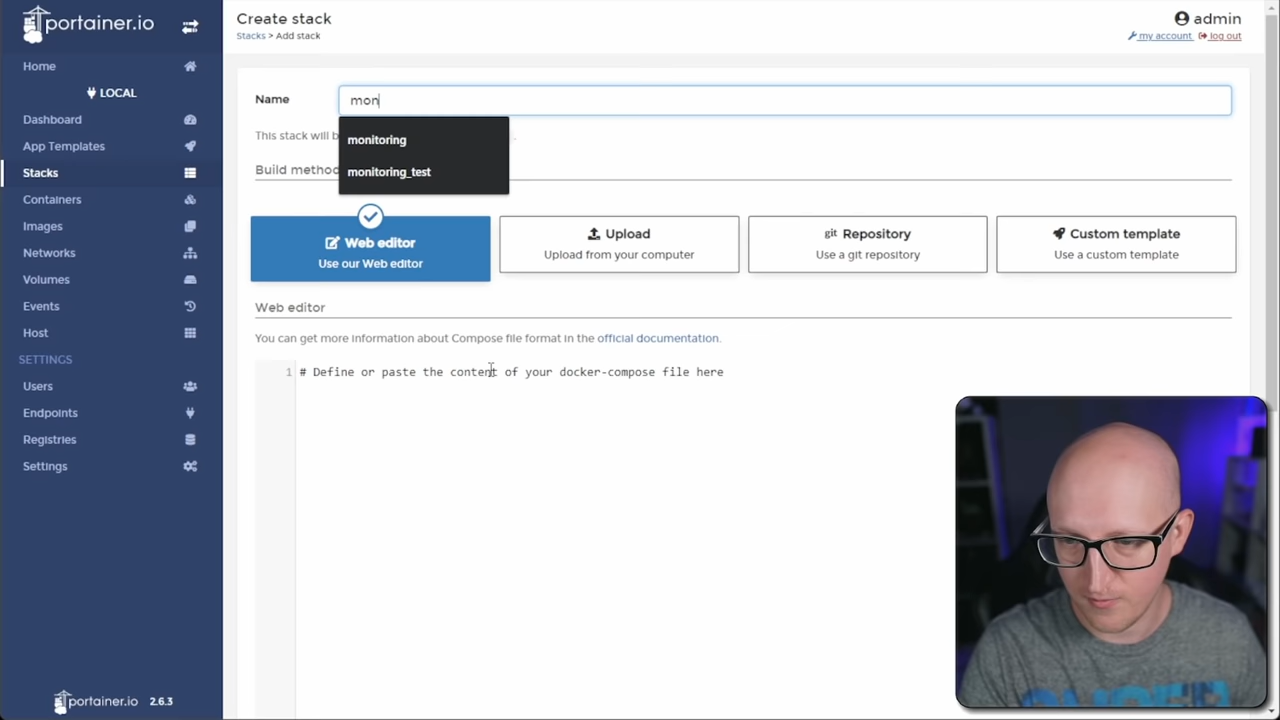 portainer.io
Home
LOCAL
Dashboard
App Templates
Stacks
Containers
Images
Networks
Volumes
Events
Host
SETTINGS
Users
Endpoints
Registries
Settings
portainer.io 2.6.3
Create stack
Stacks > Add stack
admin
my account log out
Name mon
This stack will b
monitoring
monitoring_test
Build method
Web editor
Use our Web editor
Upload
Upload from your computer
git Repository
Use a git repository
Custom template
Use a custom template
Web editor
You can get more information about Compose file format in the official documentation.
1 # Define or paste the content of your docker-compose file here